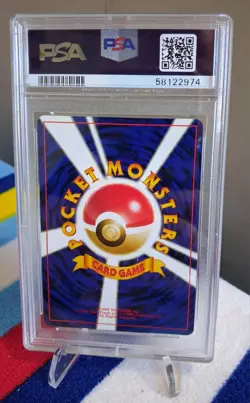 PSA
PSA
58122974
POCKET MONSTERS
CARD GAME